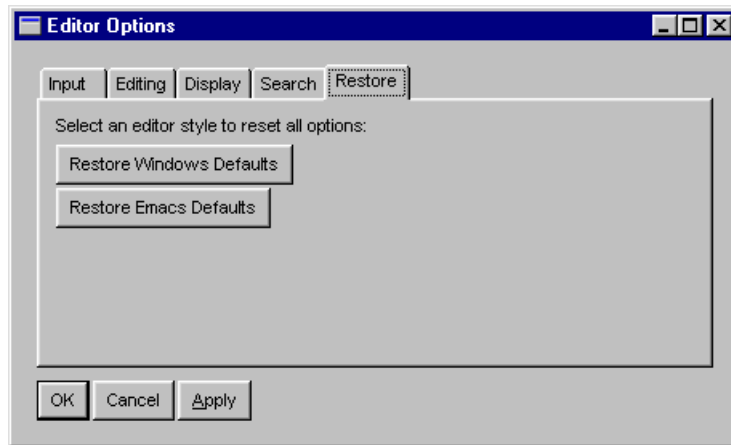 Editor Options
Input Editing Display Search Restore
Select an editor style to reset all options:
Restore Windows Defaults
Restore Emacs Defaults
OK Cancel Apply